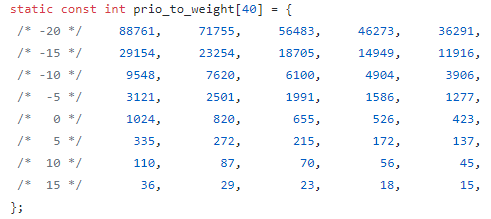 static const int prio_to_weight[40] = {
/* -20 */ 88761, 71755, 56483, 46273, 36291,
/* -15 */ 29154, 23254, 18705, 14949, 11916,
/* -10 */ 9548, 7620, 6100, 4904, 3906,
/* -5 */ 3121, 2501, 1991, 1586, 1277,
/* 0 */ 1024, 820, 655, 526, 423,
/* 5 */ 335, 272, 215, 172, 137,
/* 10 */ 110, 87, 70, 56, 45,
/* 15 */ 36, 29, 23, 18, 15,
};